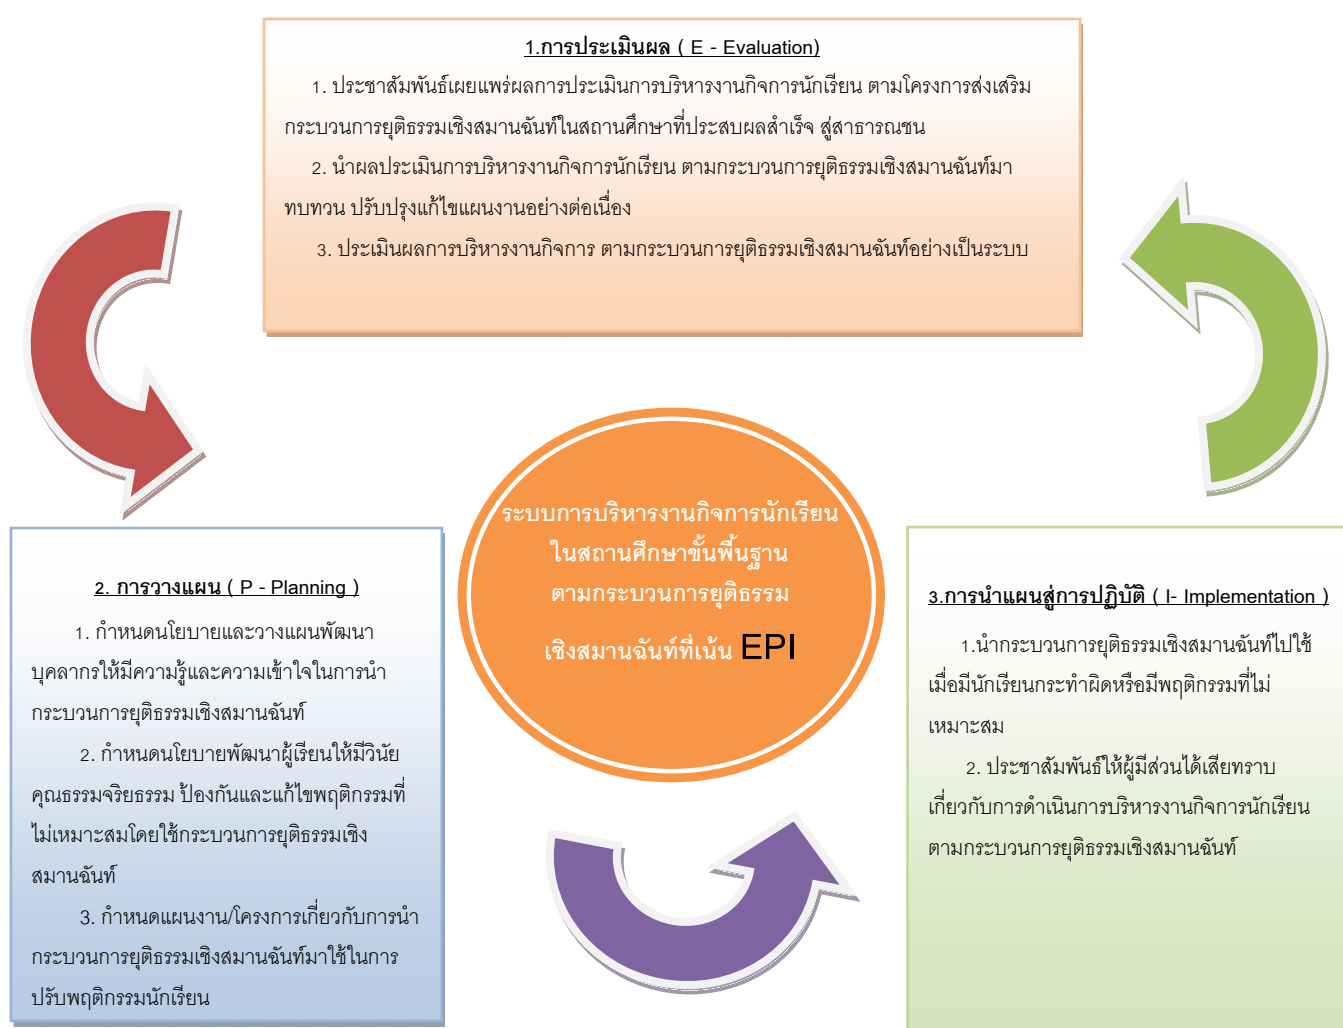 1.การประเมินผล ( E - Evaluation)
1. ประชาสัมพันธ์เผยแพร่ผลการประเมินการบริหารงานกิจการนักเรียน ตามโครงการส่งเสริม
กระบวนการยุติธรรมเชิงสมานฉันท์ในสถานศึกษาที่ประสบผลสำเร็จ สู่สาธารณชน
2. นำผลประเมินการบริหารงานกิจการนักเรียน ตามกระบวนการยุติธรรมเชิงสมานฉันท์มา
ทบทวน ปรับปรุงแก้ไขแผนงานอย่างต่อเนื่อง
3. ประเมินผลการบริหารงานกิจการ ตามกระบวนการยุติธรรมเชิงสมานฉันท์อย่างเป็นระบบ
ระบบการบริหารงานกิจการนักเรียน
ในสถานศึกษาขั้นพื้นฐาน
ตามกระบวนการยุติธรรม
เชิงสมานฉันท์ที่เน้น EPI
2. การวางแผน ( P - Planning )
1. กำหนดนโยบายและวางแผนพัฒนา
บุคลากรให้มีความรู้และความเข้าใจในการนำ
กระบวนการยุติธรรมเชิงสมานฉันท์
2. กำหนดนโยบายพัฒนาผู้เรียนให้มีวินัย
คุณธรรมจริยธรรม ป้องกันและแก้ไขพฤติกรรมที่
ไม่เหมาะสมโดยใช้กระบวนการยุติธรรมเชิง
สมานฉันท์
3. กำหนดแผนงาน/โครงการเกี่ยวกับการนำ
กระบวนการยุติธรรมเชิงสมานฉันท์มาใช้ในการ
ปรับพฤติกรรมนักเรียน
3.การนำแผนสู่การปฏิบัติ ( I- Implementation )
1.นำกระบวนการยุติธรรมเชิงสมานฉันท์ไปใช้
เมื่อมีนักเรียนกระทำผิดหรือมีพฤติกรรมที่ไม่
เหมาะสม
2. ประชาสัมพันธ์ให้ผู้มีส่วนได้เสียทราบ
เกี่ยวกับการดำเนินการบริหารงานกิจการนักเรียน
ตามกระบวนการยุติธรรมเชิงสมานฉันท์